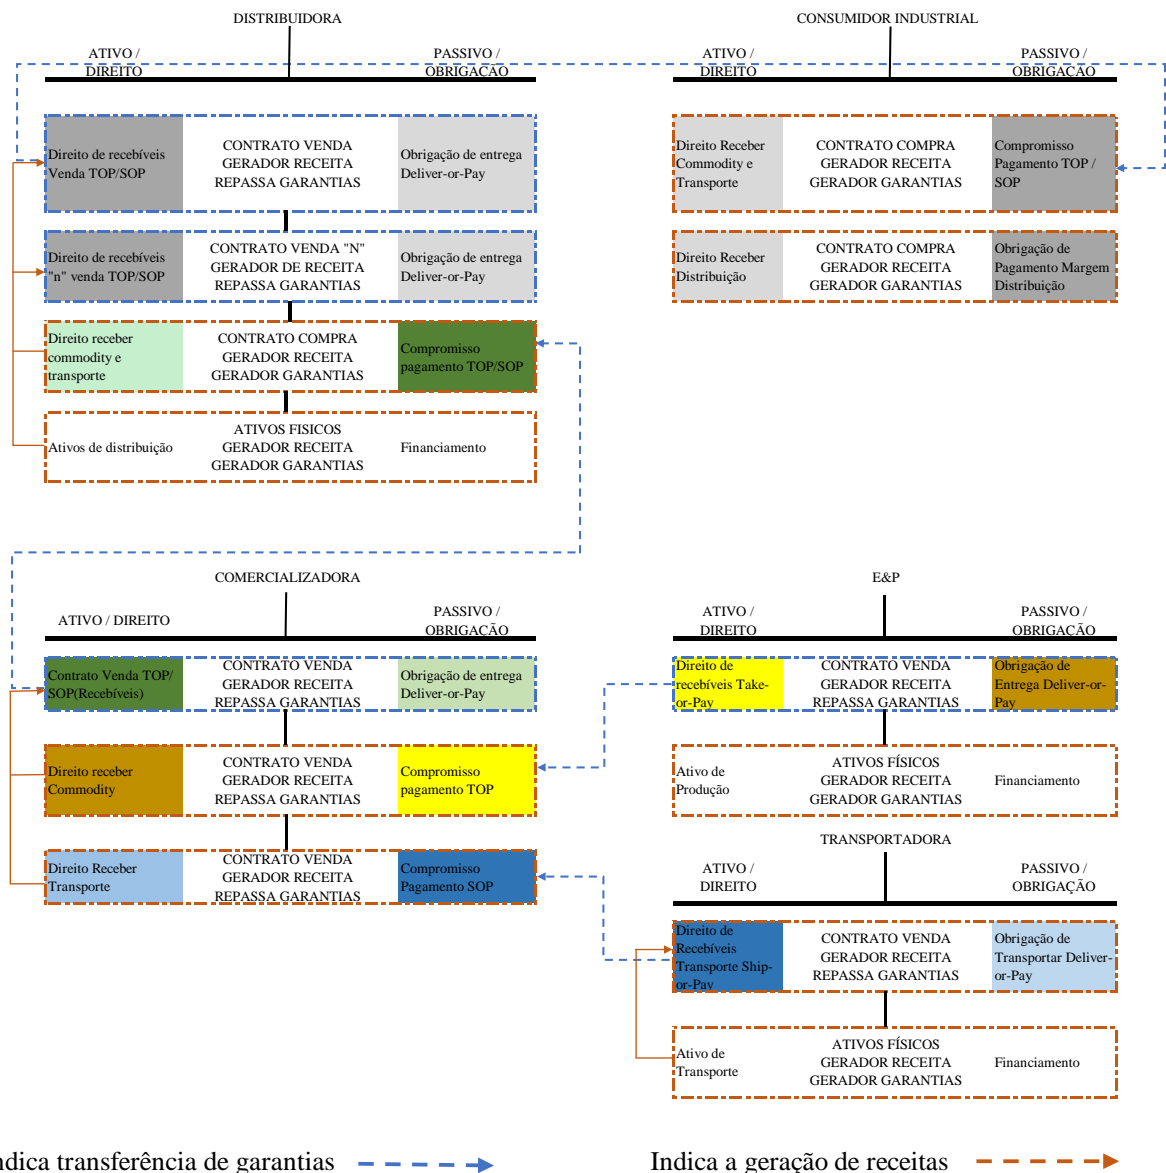 DISTRIBUIDORA
ATIVO /
DIREITO
PASSIVO /
OBRIGAÇÃO
Direito de recebíveis
Venda TOP/SOP
CONTRATO VENDA
GERADOR RECEITA
REPASSA GARANTIAS
Obrigação de entrega
Deliver-or-Pay
Direito de recebíveis
"n" venda TOP/SOP
CONTRATO VENDA "N"
GERADOR DE RECEITA
REPASSA GARANTIAS
Obrigação de entrega
Deliver-or-Pay
Direito receber
commodity e
transporte
CONTRATO COMPRA
GERADOR RECEITA
GERADOR GARANTIAS
Compromisso
pagamento TOP/SOP
Ativos de distribuição
ATIVOS FISICOS
GERADOR RECEITA
GERADOR GARANTIAS
Financiamento
CONSUMIDOR INDUSTRIAL
ATIVO /
DIREITO
PASSIVO /
OBRIGAÇÃO
Direito Receber
Commodity e
Transporte
CONTRATO COMPRA
GERADOR RECEITA
GERADOR GARANTIAS
Compromisso
Pagamento TOP /
SOP
Direito Receber
Distribuição
CONTRATO COMPRA
GERADOR RECEITA
GERADOR GARANTIAS
Obrigação de
Pagamento Margem
Distribuição
COMERCIALIZADORA
ATIVO / DIREITO
PASSIVO /
OBRIGAÇÃO
Contrato Venda TOP/
SOP(Recebíveis)
CONTRATO VENDA
GERADOR RECEITA
REPASSA GARANTIAS
Obrigação de entrega
Deliver-or-Pay
Direito receber
Commodity
CONTRATO VENDA
GERADOR RECEITA
REPASSA GARANTIAS
Compromisso
pagamento TOP
Direito Receber
Transporte
CONTRATO VENDA
GERADOR RECEITA
REPASSA GARANTIAS
Compromisso
Pagamento SOP
E&P
ATIVO /
DIREITO
PASSIVO /
OBRIGAÇÃO
Direito de
recebíveis Take-
or-Pay
CONTRATO VENDA
GERADOR RECEITA
REPASSA GARANTIAS
Obrigação de
Entrega Deliver-or-
Pay
Ativo de
Produção
ATIVOS FÍSICOS
GERADOR RECEITA
GERADOR GARANTIAS
Financiamento
TRANSPORTADORA
ATIVO /
DIREITO
PASSIVO /
OBRIGAÇÃO
Direito de
Recebíveis
Transporte Ship-
or-Pay
CONTRATO VENDA
GERADOR RECEITA
REPASSA GARANTIAS
Obrigação de
Transportar Deliver-
or-Pay
Ativo de
Transporte
ATIVOS FÍSICOS
GERADOR RECEITA
GERADOR GARANTIAS
Financiamento
ndica transferência de garantias
Indica a geração de receitas